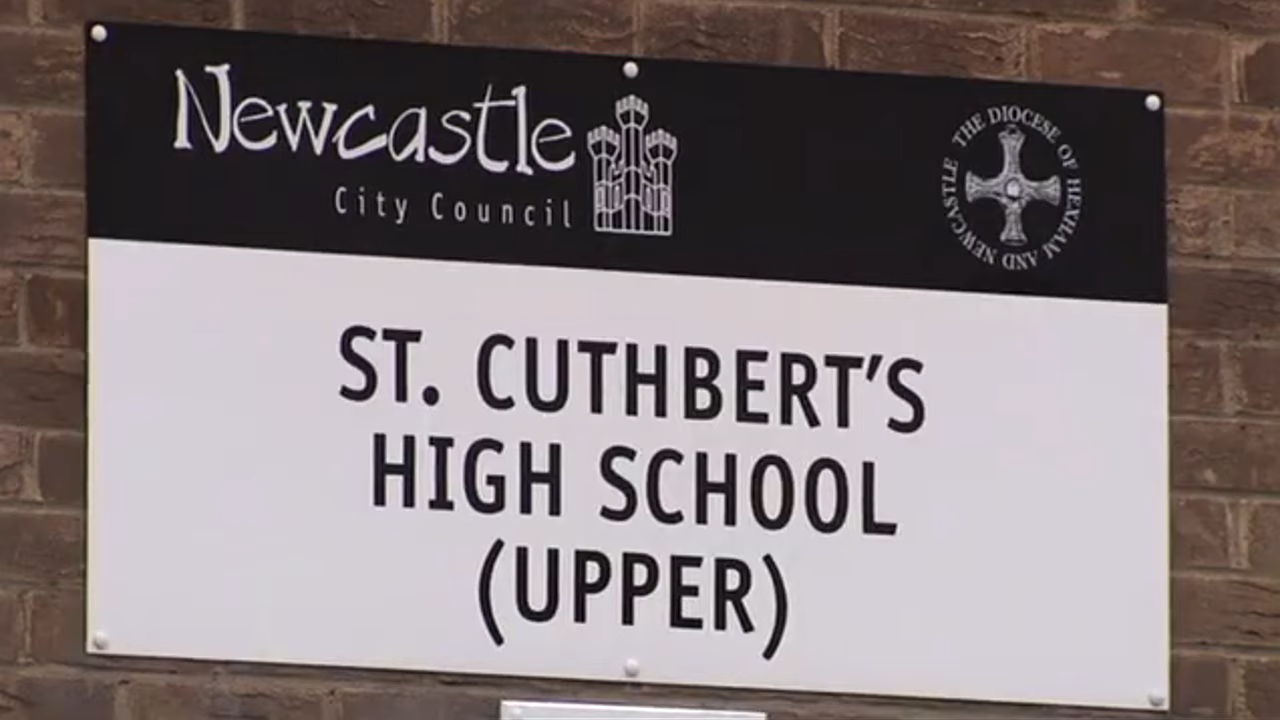 Newcastle
City Council
THE DIOCESE OF HEXHAM AND NEWCASTLE
ST. CUTHBERT'S
HIGH SCHOOL
(UPPER)